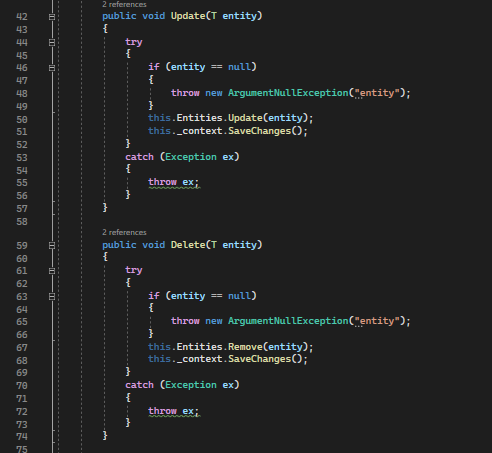 2 references
42 public void Update(T entity)
43 {
44 try
45 {
46 if (entity == null)
47 {
48 throw new ArgumentNullException("entity");
49 }
50 this.Entities.Update(entity);
51 this._context.SaveChanges();
52 }
53 catch (Exception ex)
54 {
55 throw ex;
56 }
57 }
58
2 references
59 public void Delete(T entity)
60 {
61 try
62 {
63 if (entity == null)
64 {
65 throw new ArgumentNullException("entity");
66 }
67 this.Entities.Remove(entity);
68 this._context.SaveChanges();
69 }
70 catch (Exception ex)
71 {
72 throw ex;
73 }
74 }
75